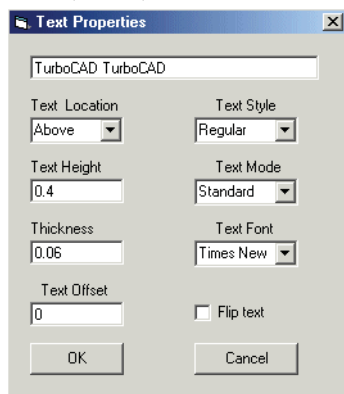 Text Properties
TurboCAD TurboCAD
Text Location Text Style
Above Regular
Text Height Text Mode
0.4 Standard
Thickness Text Font
0.06 Times New
Text Offset
0 Flip text
OK Cancel